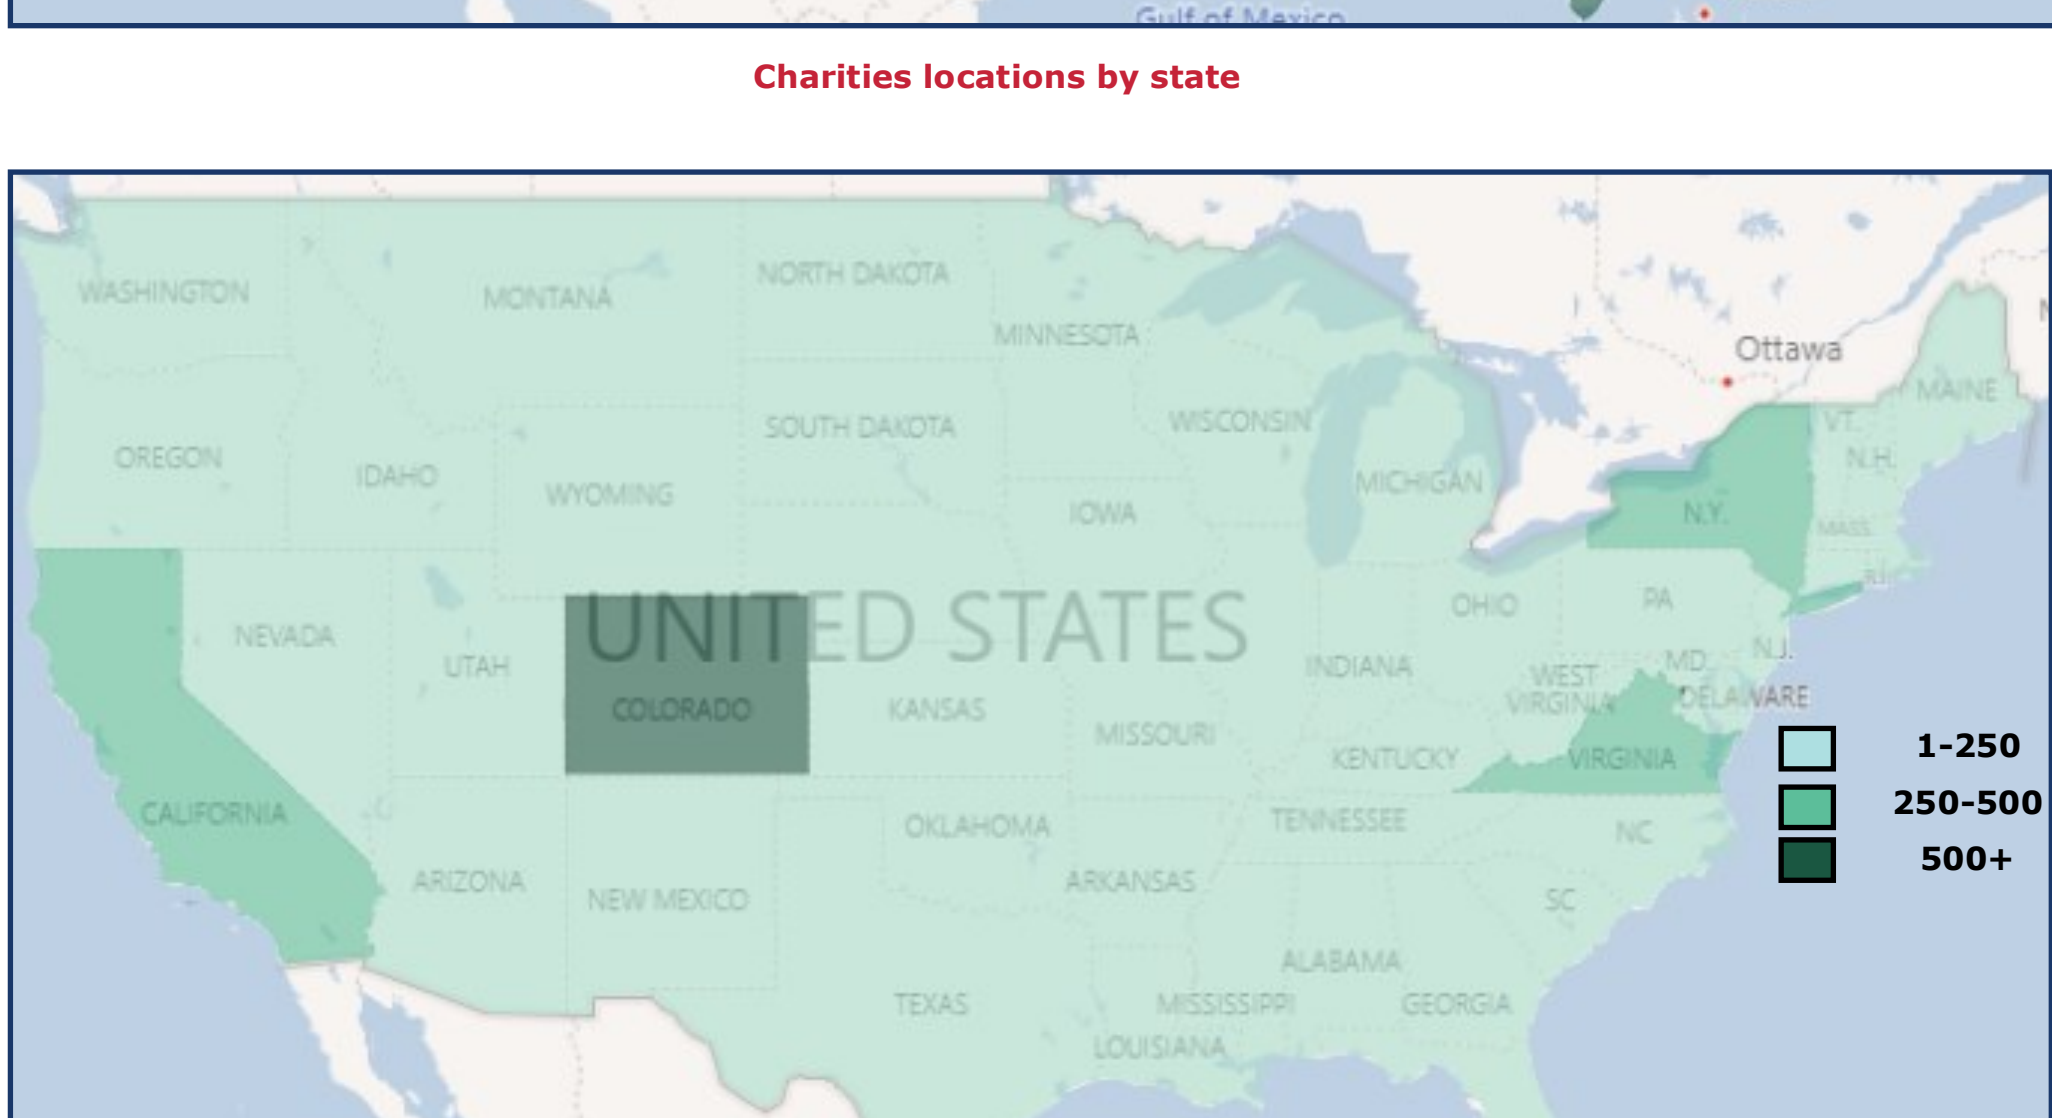 Gulf of Mexico
Charities locations by state
WASHINGTON
MONTANA
NORTH DAKOTA
MINNESOTA
Ottawa
MAINE
OREGON
IDAHO
WYOMING
SOUTH DAKOTA
WISCONSIN
MICHIGAN
VT.
N.H.
IOWA
N.Y.
MASS.
R.I.
NEVADA
UTAH
UNITED STATES
COLORADO
KANSAS
MISSOURI
INDIANA
OHIO
PA
N.J.
MD.
WEST
VIRGINIA
DELAWARE
KENTUCKY
VIRGINIA
1-250
250-500
500+
CALIFORNIA
ARIZONA
NEW MEXICO
OKLAHOMA
ARKANSAS
TENNESSEE
NC
SC
TEXAS
LOUISIANA
MISSISSIPPI
ALABAMA
GEORGIA